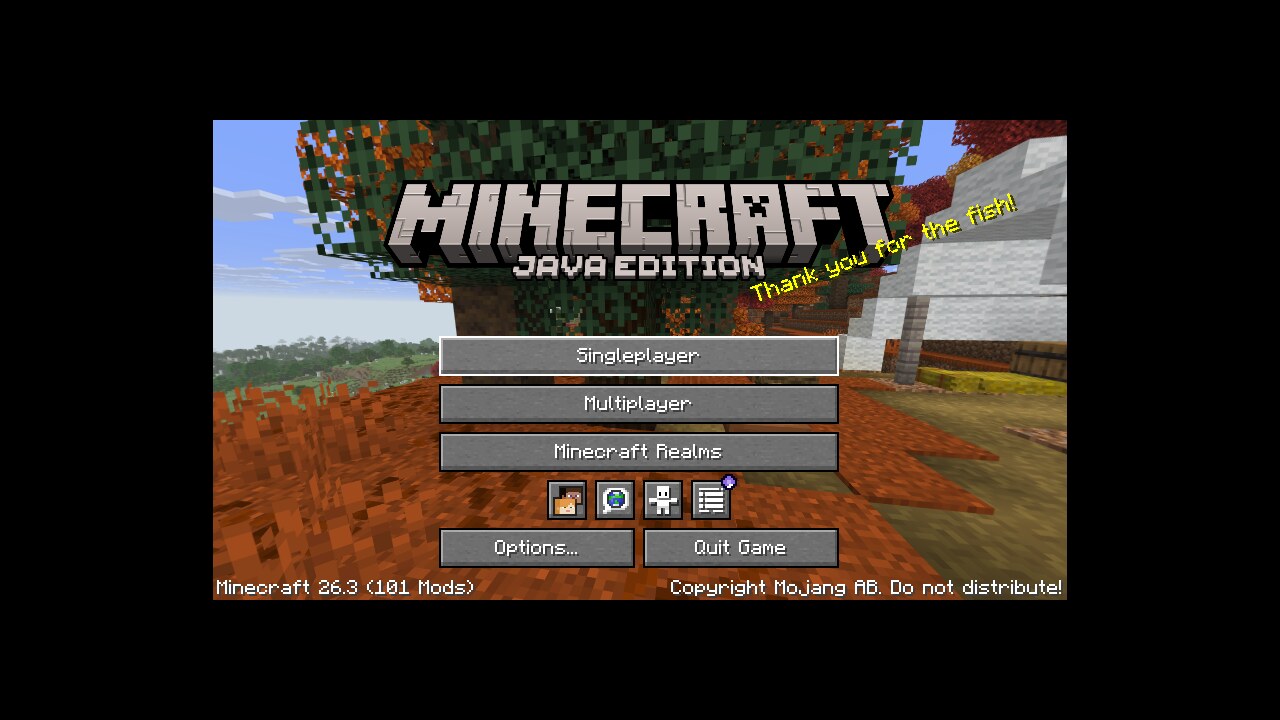 MINECRAFT
JAVA EDITION
Thank you for the fish!
Singleplayer
Multiplayer
Minecraft Realms
Options...
Quit Game
Minecraft 26.3 (101 Mods)
Copyright Mojang AB. Do not distribute!